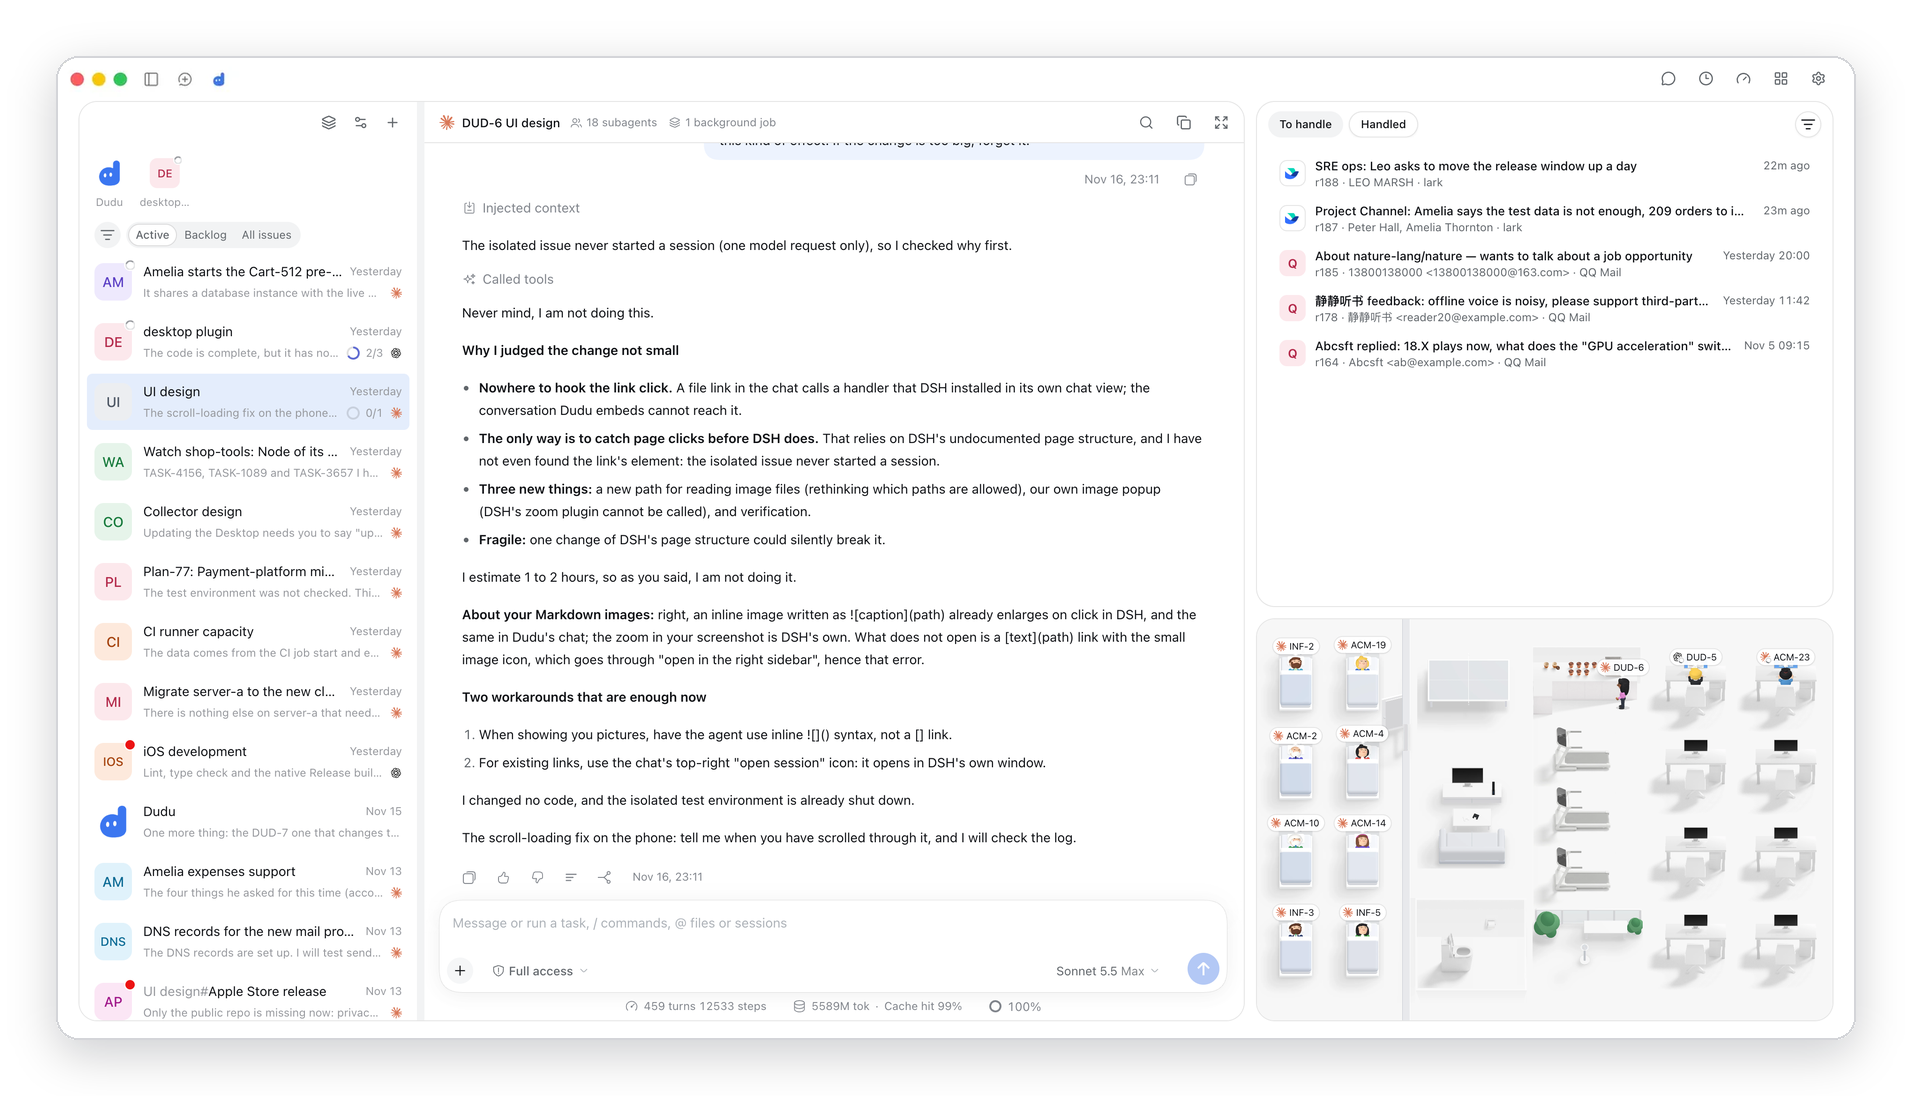 Dudu
DE
desktop...
Active
Backlog
All issues
AM
Amelia starts the Cart-512 pre-...
Yesterday
It shares a database instance with the live ...
DE
desktop plugin
Yesterday
The code is complete, but it has no...
2/3
UI
UI design
Yesterday
The scroll-loading fix on the phone...
0/1
WA
Watch shop-tools: Node of its ...
Yesterday
TASK-4156, TASK-1089 and TASK-3657 I h...
CO
Collector design
Yesterday
Updating the Desktop needs you to say "up...
PL
Plan-77: Payment-platform mi...
Yesterday
The test environment was not checked. Thi...
CI
CI runner capacity
Yesterday
The data comes from the CI job start and e...
MI
Migrate server-a to the new cl...
Yesterday
There is nothing else on server-a that need...
IOS
iOS development
Yesterday
Lint, type check and the native Release buil...
Dudu
Nov 15
One more thing: the DUD-7 one that changes t...
AM
Amelia expenses support
Nov 13
The four things he asked for this time (acco...
DNS
DNS records for the new mail pro...
Nov 13
The DNS records are set up. I will test send...
AP
UI design#Apple Store release
Nov 13
Only the public repo is missing now: privac...
DUD-6 UI design
18 subagents
1 background job
this kind of effect. If the change is too big, forget it.
Nov 16, 23:11
Injected context
The isolated issue never started a session (one model request only), so I checked why first.
Called tools
Never mind, I am not doing this.
Why I judged the change not small
• Nowhere to hook the link click. A file link in the chat calls a handler that DSH installed in its own chat view; the
conversation Dudu embeds cannot reach it.
• The only way is to catch page clicks before DSH does. That relies on DSH's undocumented page structure, and I have
not even found the link's element: the isolated issue never started a session.
• Three new things: a new path for reading image files (rethinking which paths are allowed), our own image popup
(DSH's zoom plugin cannot be called), and verification.
• Fragile: one change of DSH's page structure could silently break it.
I estimate 1 to 2 hours, so as you said, I am not doing it.
About your Markdown images: right, an inline image written as ![caption](path) already enlarges on click in DSH, and the
same in Dudu's chat; the zoom in your screenshot is DSH's own. What does not open is a [text](path) link with the small
image icon, which goes through "open in the right sidebar", hence that error.
Two workarounds that are enough now
1. When showing you pictures, have the agent use inline ![]() syntax, not a [] link.
2. For existing links, use the chat's top-right "open session" icon: it opens in DSH's own window.
I changed no code, and the isolated test environment is already shut down.
The scroll-loading fix on the phone: tell me when you have scrolled through it, and I will check the log.
Nov 16, 23:11
Message or run a task, / commands, @ files or sessions
Full access
Sonnet 5.5 Max
459 turns 12533 steps
5589M tok · Cache hit 99%
100%
To handle
Handled
SRE ops: Leo asks to move the release window up a day
22m ago
r188 · LEO MARSH · lark
Project Channel: Amelia says the test data is not enough, 209 orders to i...
23m ago
r187 · Peter Hall, Amelia Thornton · lark
Q
About nature-lang/nature — wants to talk about a job opportunity
Yesterday 20:00
r185 · 13800138000 <13800138000@163.com> · QQ Mail
Q
静静听书 feedback: offline voice is noisy, please support third-part...
Yesterday 11:42
r178 · 静静听书 <reader20@example.com> · QQ Mail
Q
Abcsft replied: 18.X plays now, what does the "GPU acceleration" swit...
Nov 5 09:15
r164 · Abcsft <ab@example.com> · QQ Mail
INF-2
ACM-19
DUD-6
DUD-5
ACM-23
ACM-2
ACM-4
ACM-10
ACM-14
INF-3
INF-5